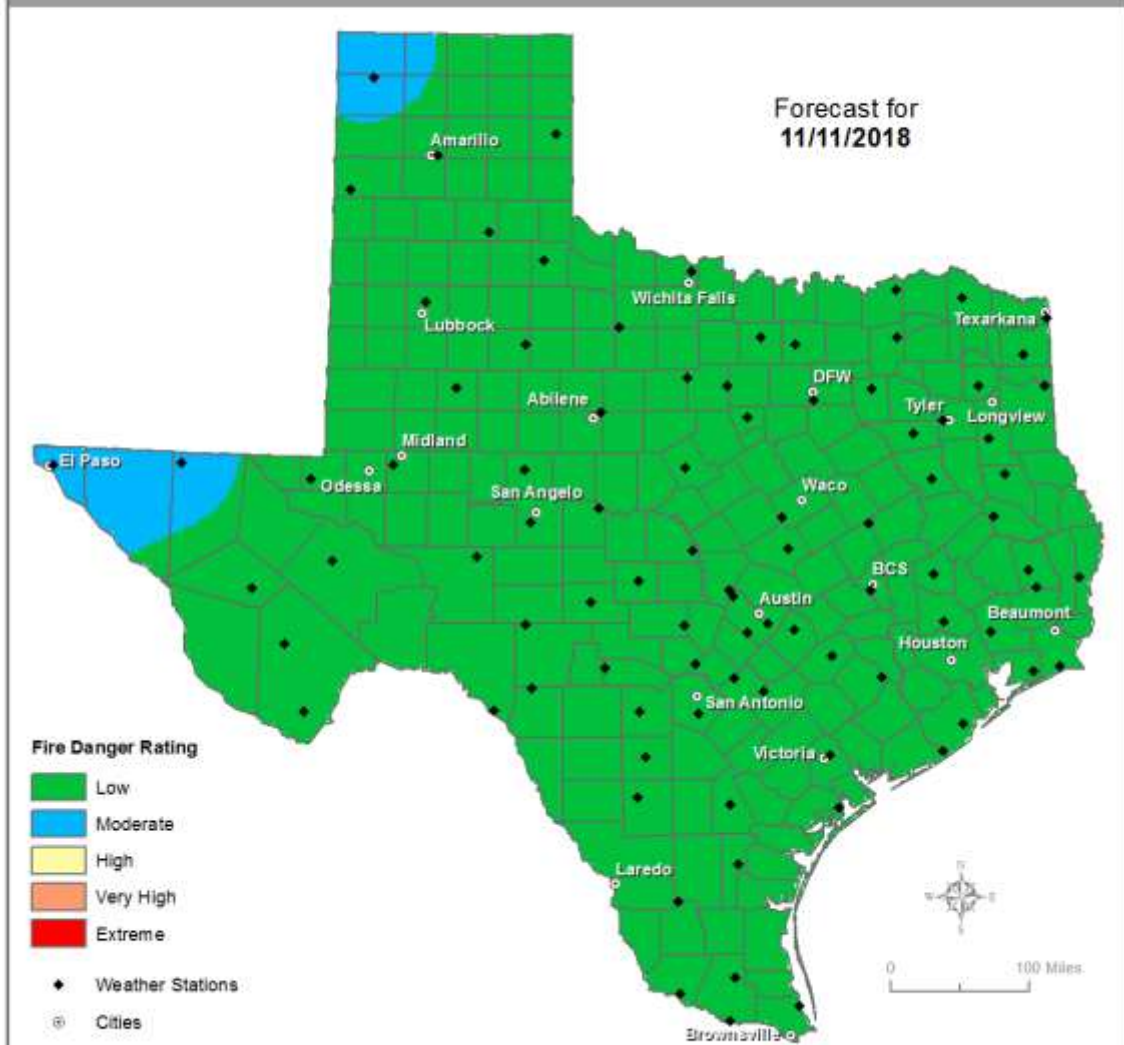 Forecast for
11/11/2018
Amarillo
Wichita Falls
Lubbock
Texarkana
DFW
Abilene
Tyler
Longview
Midland
El Paso
Odessa
San Angelo
Waco
BCS
Austin
Beaumont
Houston
San Antonio
Victoria
Laredo
Brownsville
Fire Danger Rating
Low
Moderate
High
Very High
Extreme
Weather Stations
Cities
N
W E
S
0 100 Miles